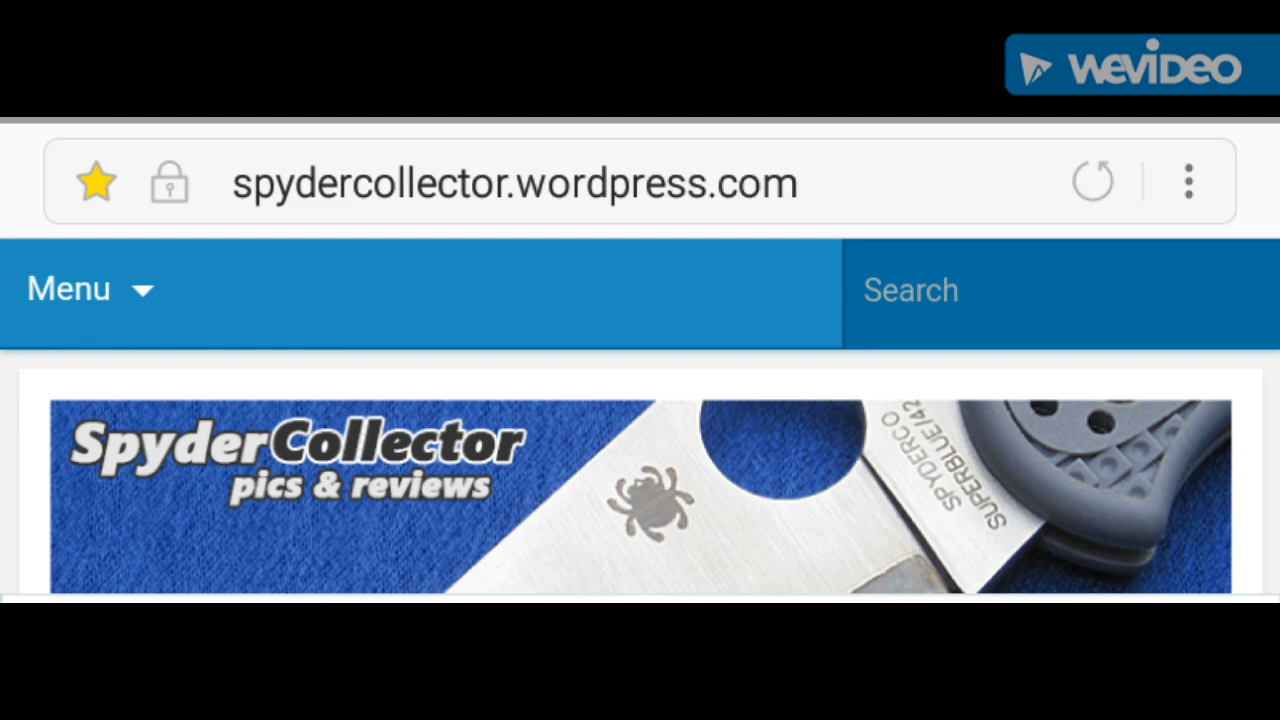 WEVIDEO
spydercollector.wordpress.com
Menu
Search
SpyderCollector
pics & reviews
SPYDERCO
SUPERBLUE/42